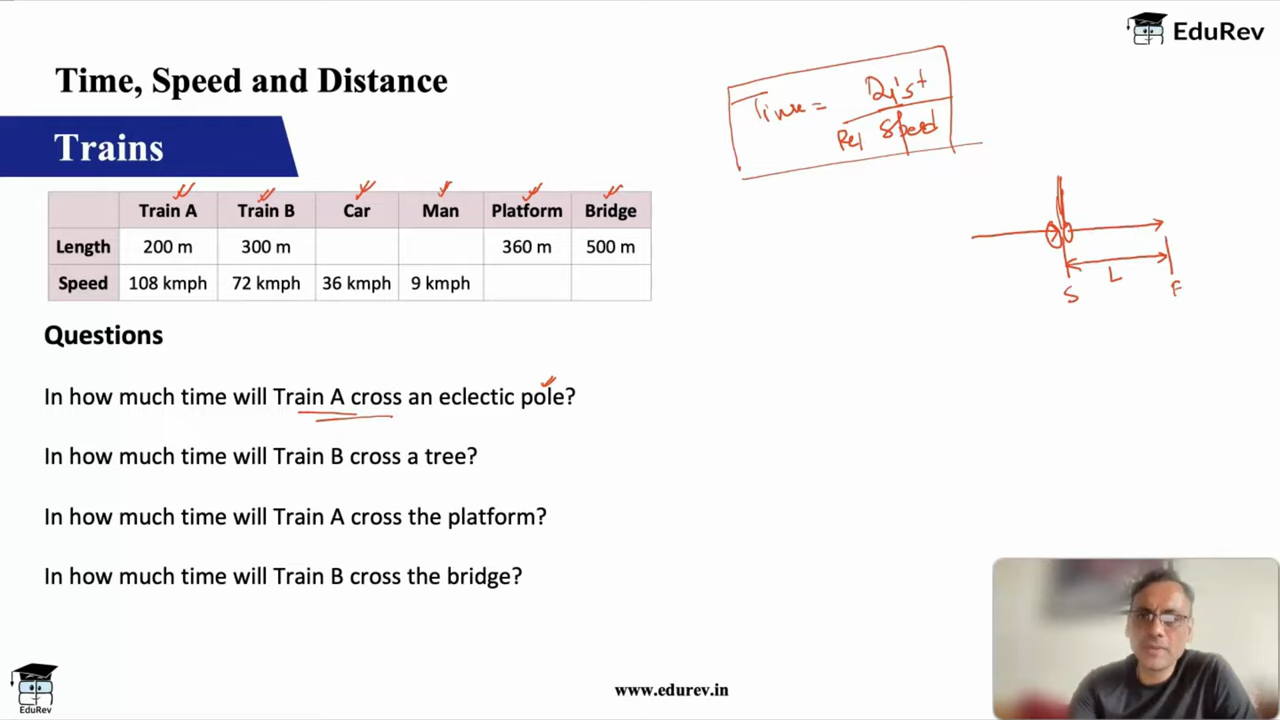 EduRev
Time, Speed and Distance
Time = Dist
Rel Speed
Trains
Train A Train B Car Man Platform Bridge
Length 200 m 300 m 360 m 500 m
Speed 108 kmph 72 kmph 36 kmph 9 kmph
L
S F
Questions
In how much time will Train A cross an eclectic pole?
In how much time will Train B cross a tree?
In how much time will Train A cross the platform?
In how much time will Train B cross the bridge?
www.edurev.in
EduRev